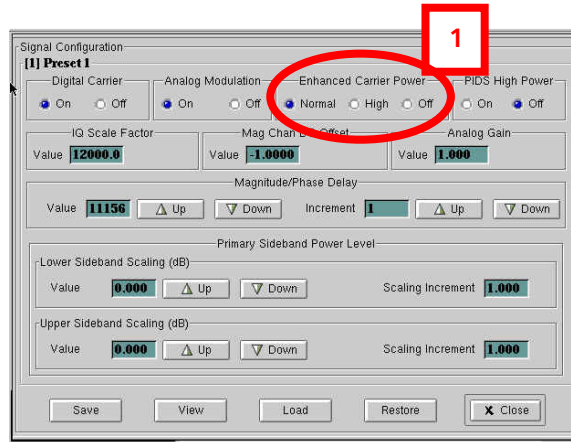 1
Signal Configuration
[1] Preset 1
Digital Carrier Analog Modulation Enhanced Carrier Power PIDS High Power
On Off On Off Normal High Off On Off
IQ Scale Factor Mag Chan Offset Analog Gain
Value 12000.0 Value -1.0000 Value 1.000
Magnitude/Phase Delay
Value 11156 Up Down Increment 1 Up Down
Primary Sideband Power Level
Lower Sideband Scaling (dB)
Value 0.000 Up Down Scaling Increment 1.000
Upper Sideband Scaling (dB)
Value 0.000 Up Down Scaling Increment 1.000
Save View Load Restore X Close